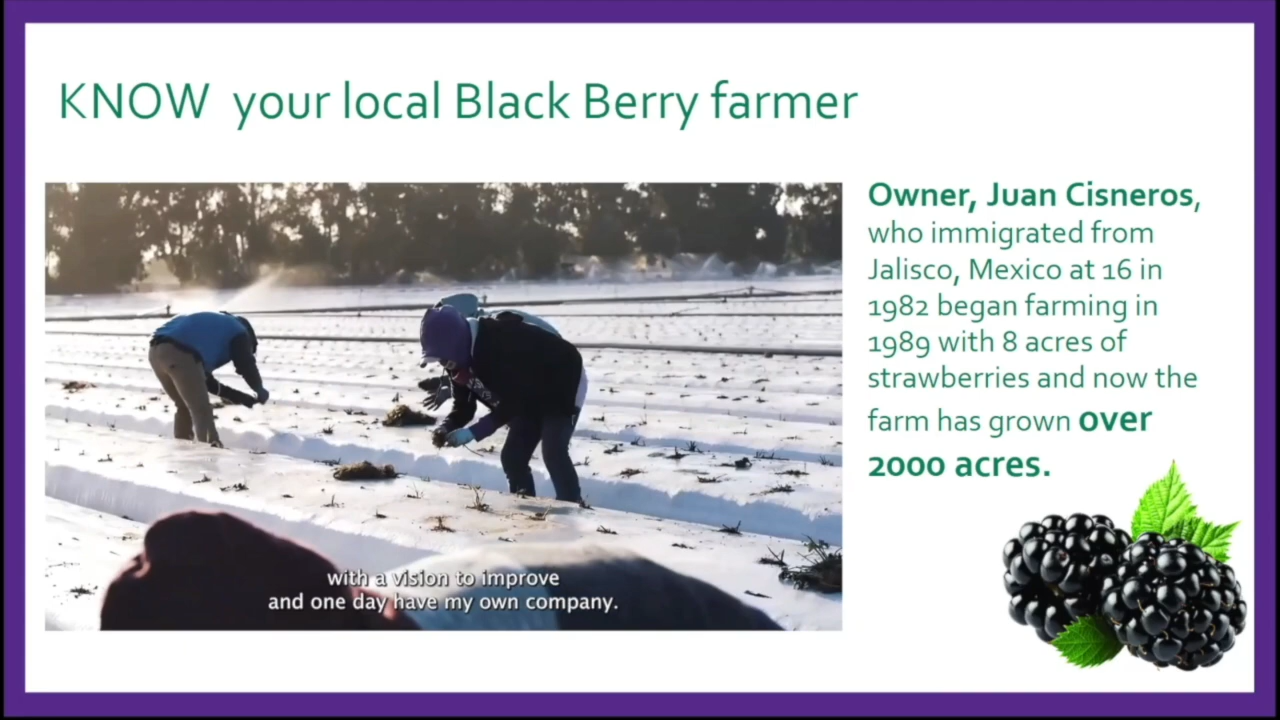 KNOW your local Black Berry farmer
Owner, Juan Cisneros,
who immigrated from
Jalisco, Mexico at 16 in
1982 began farming in
1989 with 8 acres of
strawberries and now the
farm has grown over
2000 acres.
with a vision to improve
and one day have my own company.